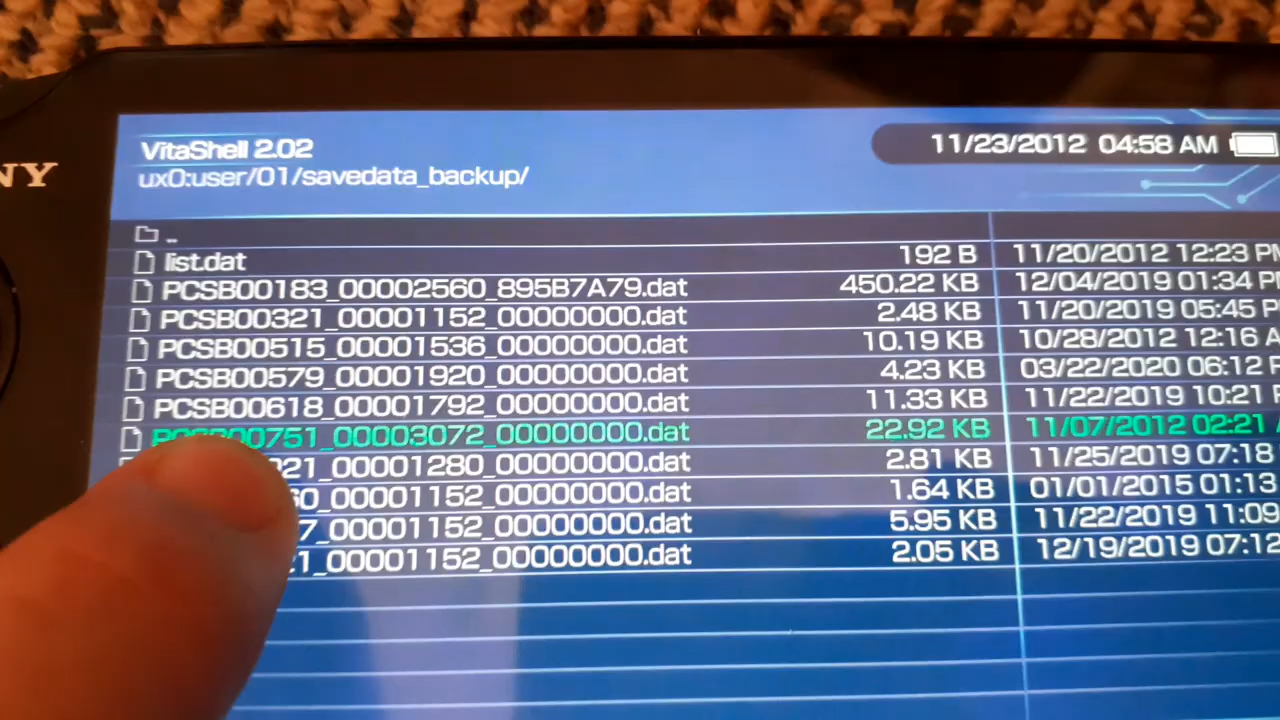 VitaShell 2.02
11/23/2012 04:58 AM
NY
ux0:user/01/savedata_backup/
..
list.dat 192 B 11/20/2012 12:23 PM
PCSB00183_00002560_895B7A79.dat 450.22 KB 12/04/2019 01:34 P
PCSB00321_00001152_00000000.dat 2.48 KB 11/20/2019 05:45 P
PCSB00515_00001536_00000000.dat 10.19 KB 10/28/2012 12:16 A
PCSB00579_00001920_00000000.dat 4.23 KB 03/22/2020 06:12 P
PCSB00618_00001792_00000000.dat 11.33 KB 11/22/2019 10:21 P
PCSB00751_00003072_00000000.dat 22.92 KB 11/07/2012 02:21
21_00001280_00000000.dat 2.81 KB 11/25/2019 07:18
0_00001152_00000000.dat 1.64 KB 01/01/2015 01:13
7_00001152_00000000.dat 5.95 KB 11/22/2019 11:09
1_00001152_00000000.dat 2.05 KB 12/19/2019 07:12